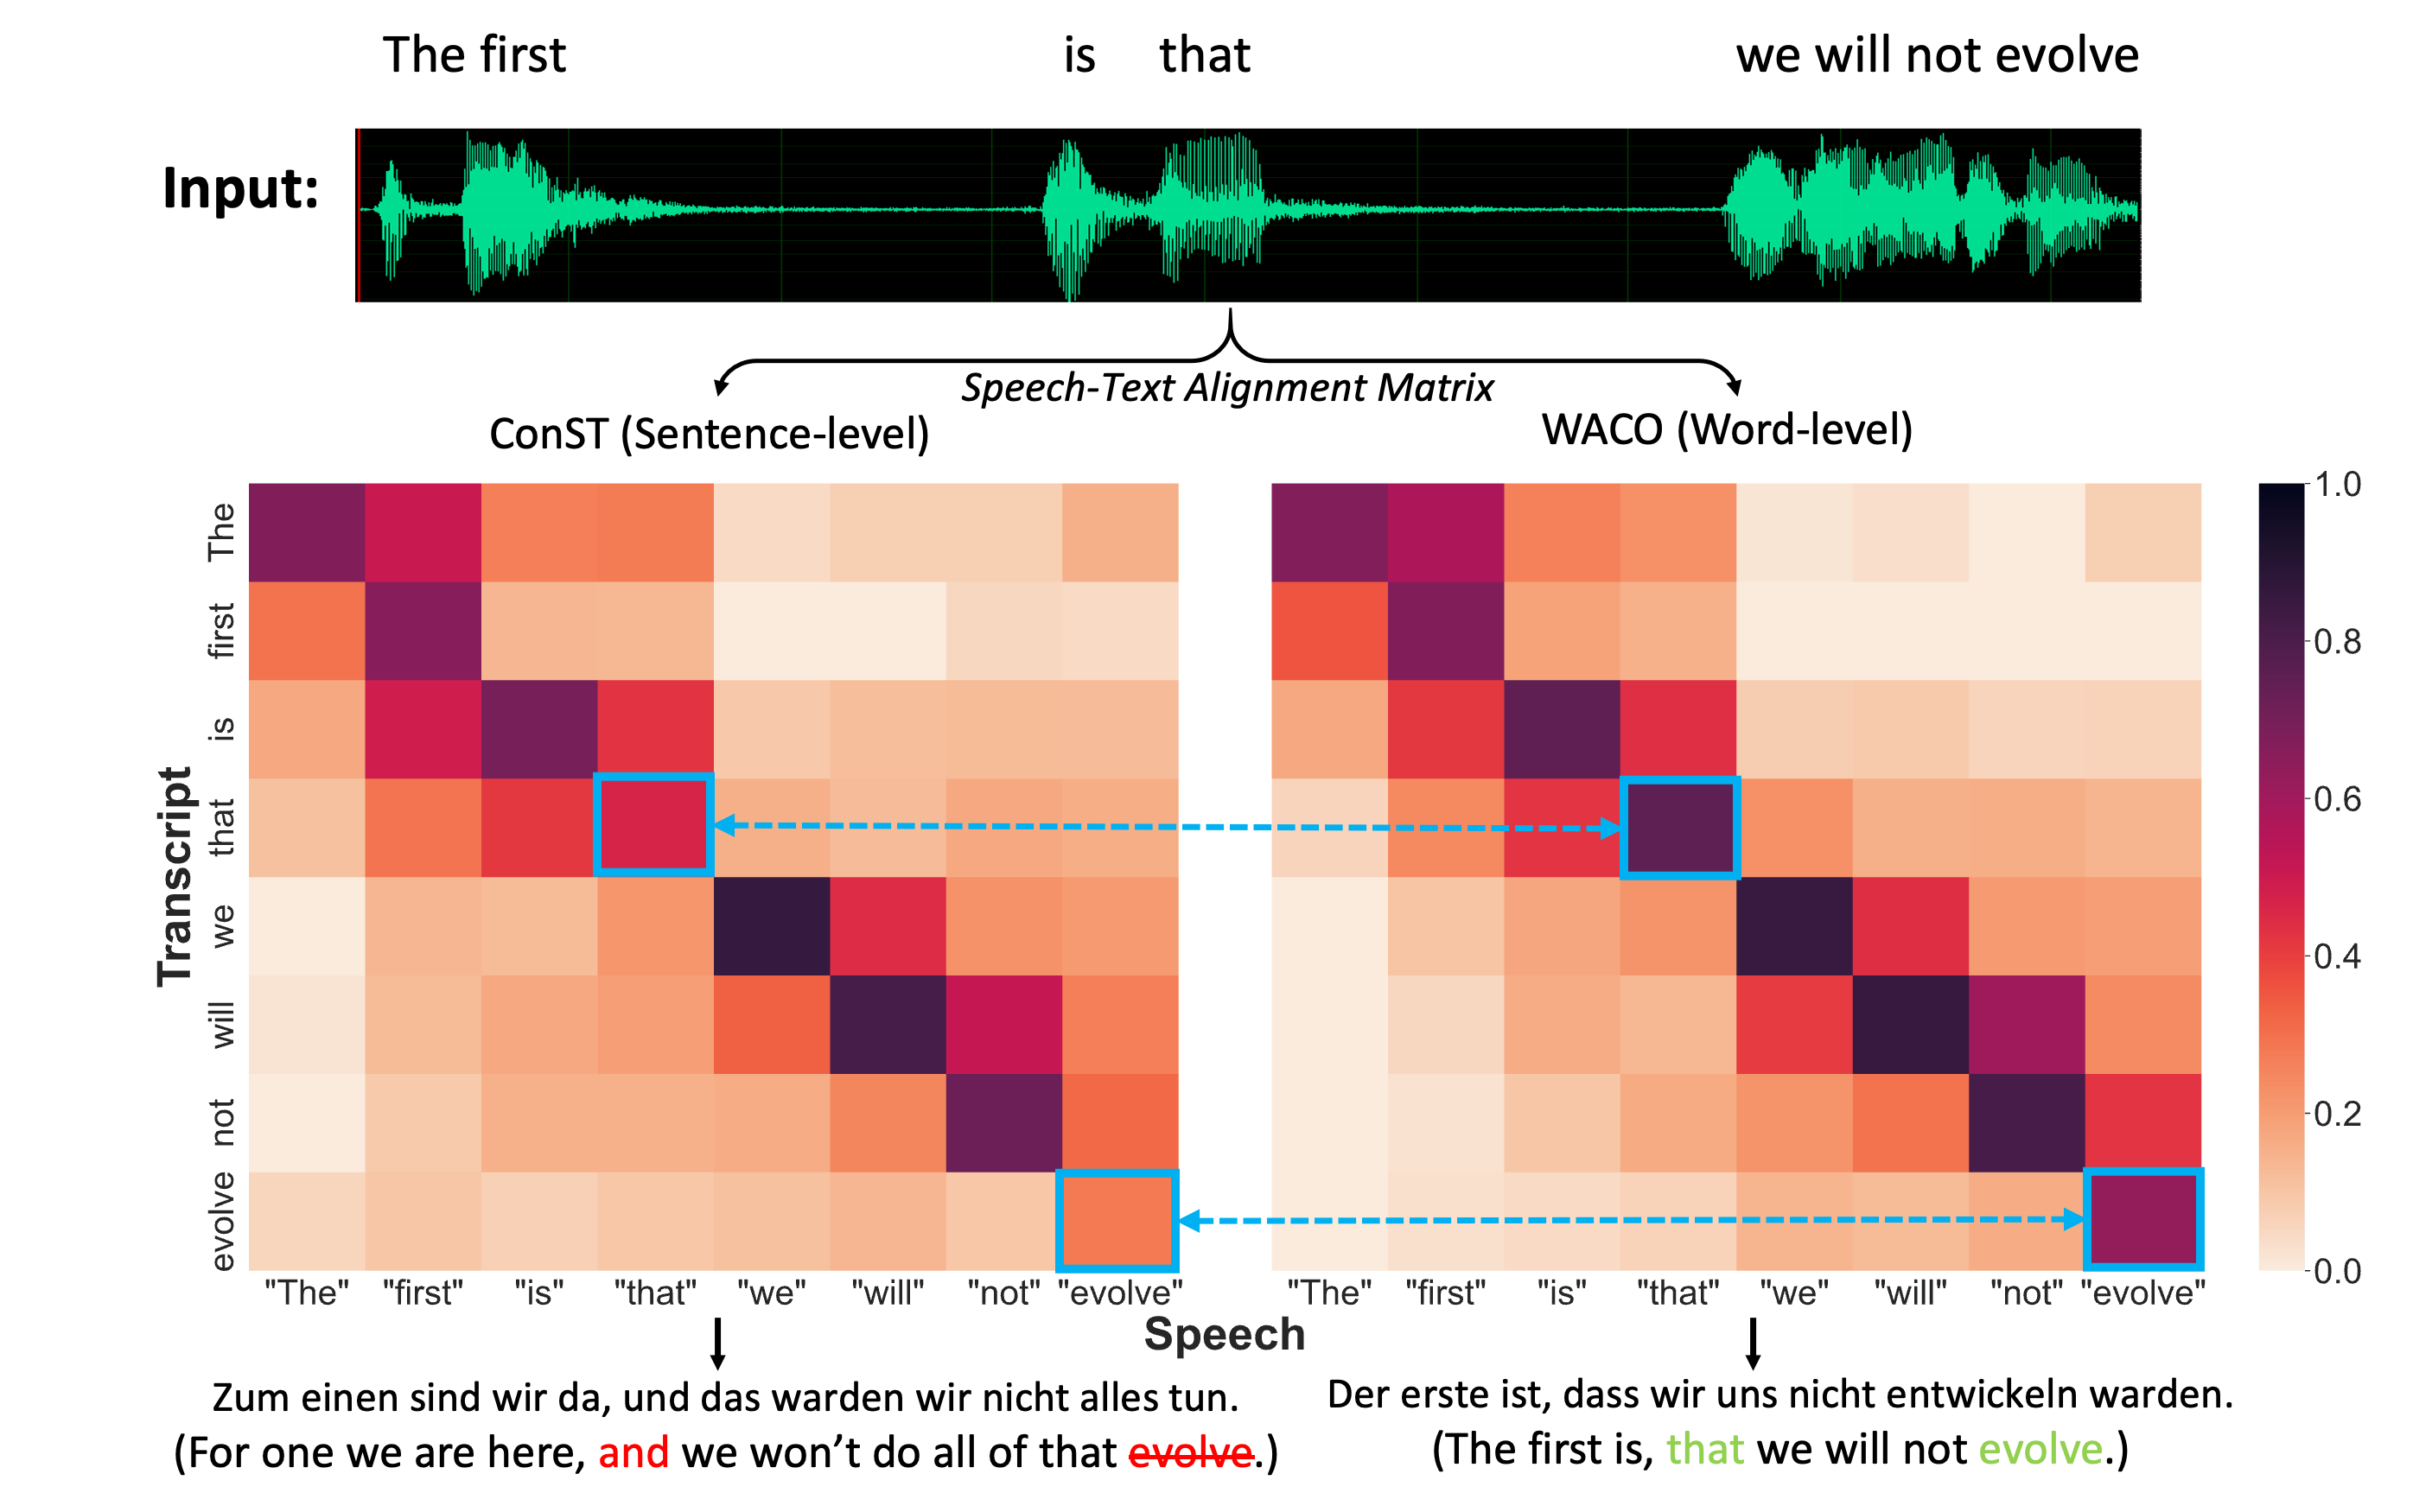 The first is that we will not evolve
Input:
Speech-Text Alignment Matrix
ConST (Sentence-level)
WACO (Word-level)
Transcript
The
first
is
that
we
will
not
evolve
"The" "first" "is" "that" "we" "will" "not" "evolve"
"The" "first" "is" "that" "we" "will" "not" "evolve"
Speech
1.0
0.8
0.6
0.4
0.2
0.0
Zum einen sind wir da, und das warden wir nicht alles tun.
(For one we are here, and we won't do all of that evolve.)
Der erste ist, dass wir uns nicht entwickeln warden.
(The first is, that we will not evolve.)